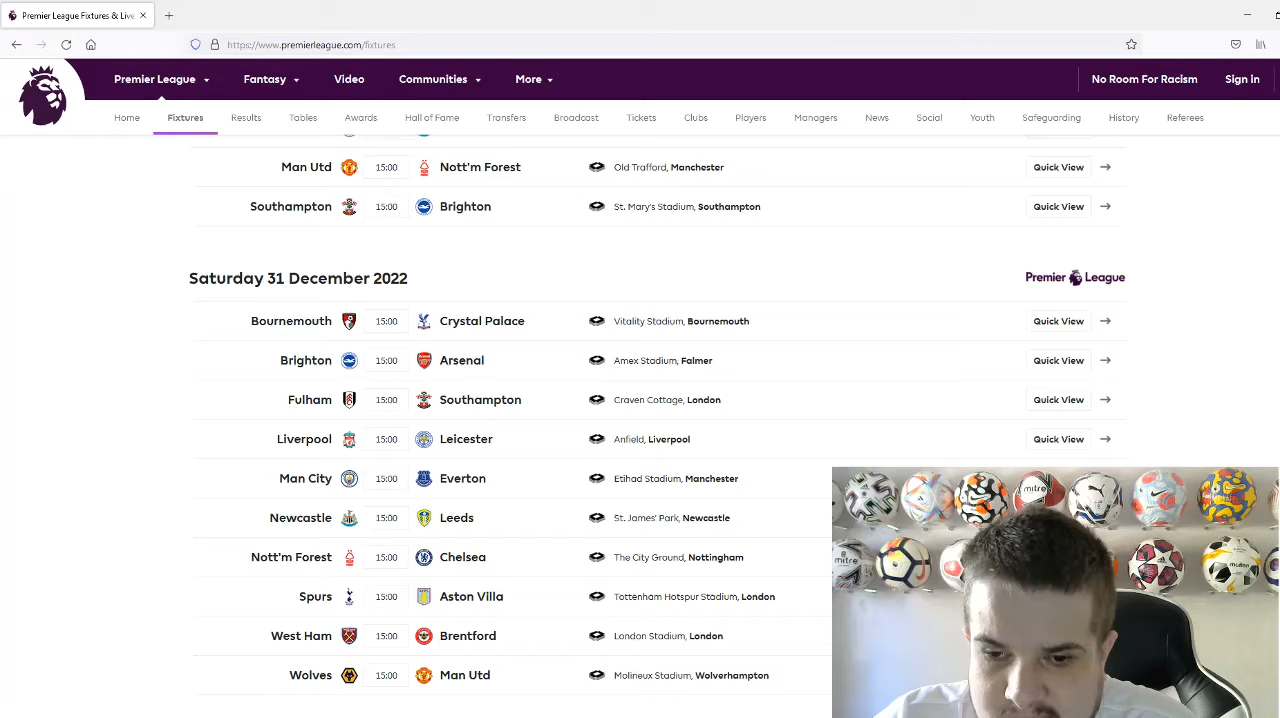 Premier League Fixtures & Live
https://www.premierleague.com/fixtures
Premier League Fantasy Video Communities More No Room For Racism Sign In
Home Fixtures Results Tables Awards Hall of Fame Transfers Broadcast Tickets Clubs Players Managers News Social Youth Safeguarding History Referees
Man Utd 15:00 Nott'm Forest Old Trafford, Manchester Quick View
Southampton 15:00 Brighton St. Mary's Stadium, Southampton Quick View
Saturday 31 December 2022 Premier League
Bournemouth 15:00 Crystal Palace Vitality Stadium, Bournemouth Quick View
Brighton 15:00 Arsenal Amex Stadium, Falmer Quick View
Fulham 15:00 Southampton Craven Cottage, London Quick View
Liverpool 15:00 Leicester Anfield, Liverpool Quick View
Man City 15:00 Everton Etihad Stadium, Manchester
Newcastle 15:00 Leeds St. James' Park, Newcastle
Nott'm Forest 15:00 Chelsea The City Ground, Nottingham
Spurs 15:00 Aston Villa Tottenham Hotspur Stadium, London
West Ham 15:00 Brentford London Stadium, London
Wolves 15:00 Man Utd Molineux Stadium, Wolverhampton
mitre
mitre
molten